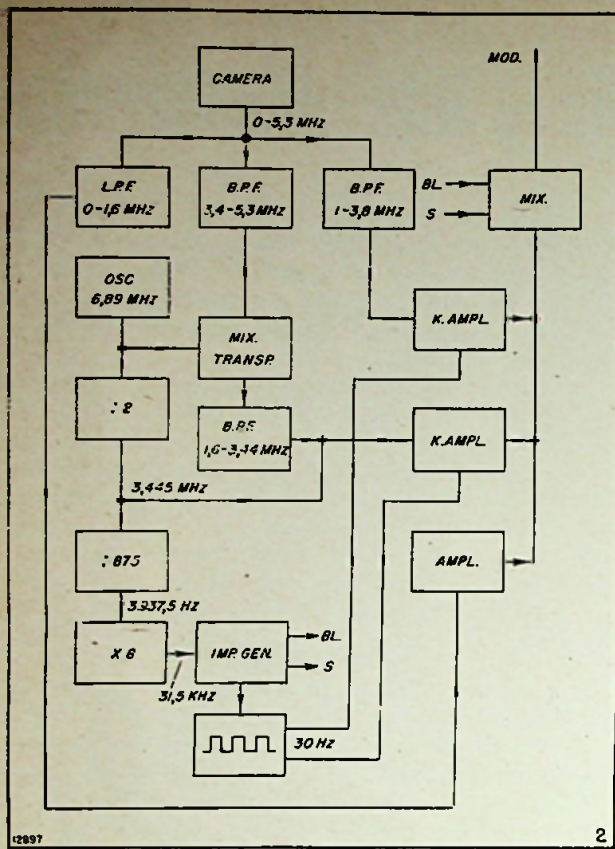 MOD.
CAMERA
0-5,3 MHz
L.P.F.
0-1,6 MHz
B.P.F.
3,4-5,3 MHz
B.P.F.
1-3,8 MHz
BL.
S
MIX.
OSC
6,89 MHz
MIX.
TRANSP.
K. AMPL.
: 2
B.P.F.
1,6-3,44 MHz
K. AMPL.
3,445 MHz
: 875
AMPL.
3.937,5 Hz
X 8
31,5 KHz
IMP. GEN.
BL.
S
30 Hz
12897
2